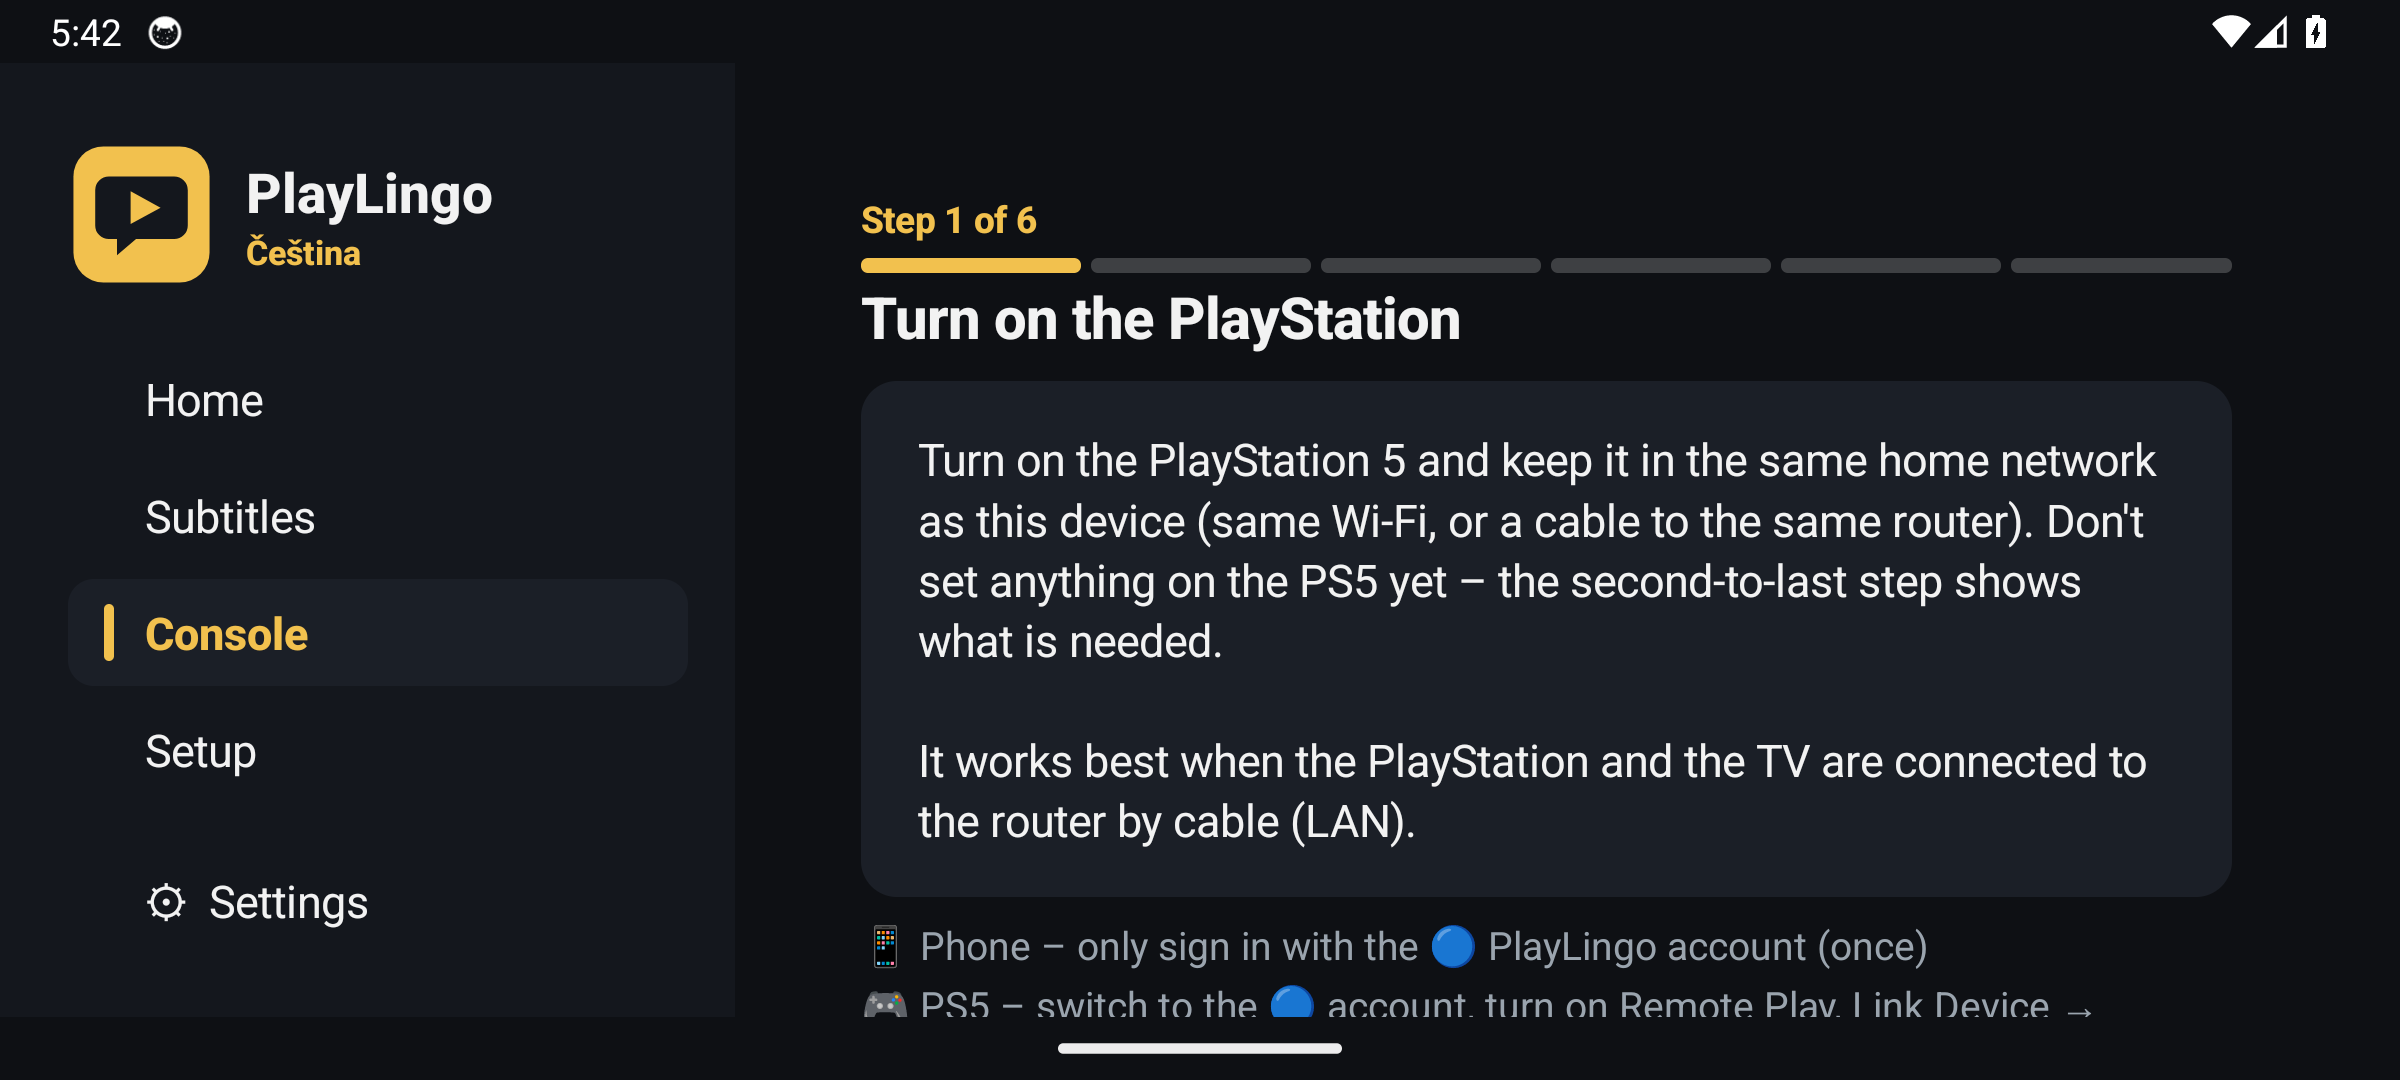 5:42
PlayLingo
Čeština
Home
Subtitles
Console
Setup
Settings
Step 1 of 6
Turn on the PlayStation
Turn on the PlayStation 5 and keep it in the same home network
as this device (same Wi-Fi, or a cable to the same router). Don't
set anything on the PS5 yet – the second-to-last step shows
what is needed.
It works best when the PlayStation and the TV are connected to
the router by cable (LAN).
📱 Phone – only sign in with the 🔵 PlayLingo account (once)
🎮 PS5 – switch to the 🔵 account, turn on Remote Play, Link Device →